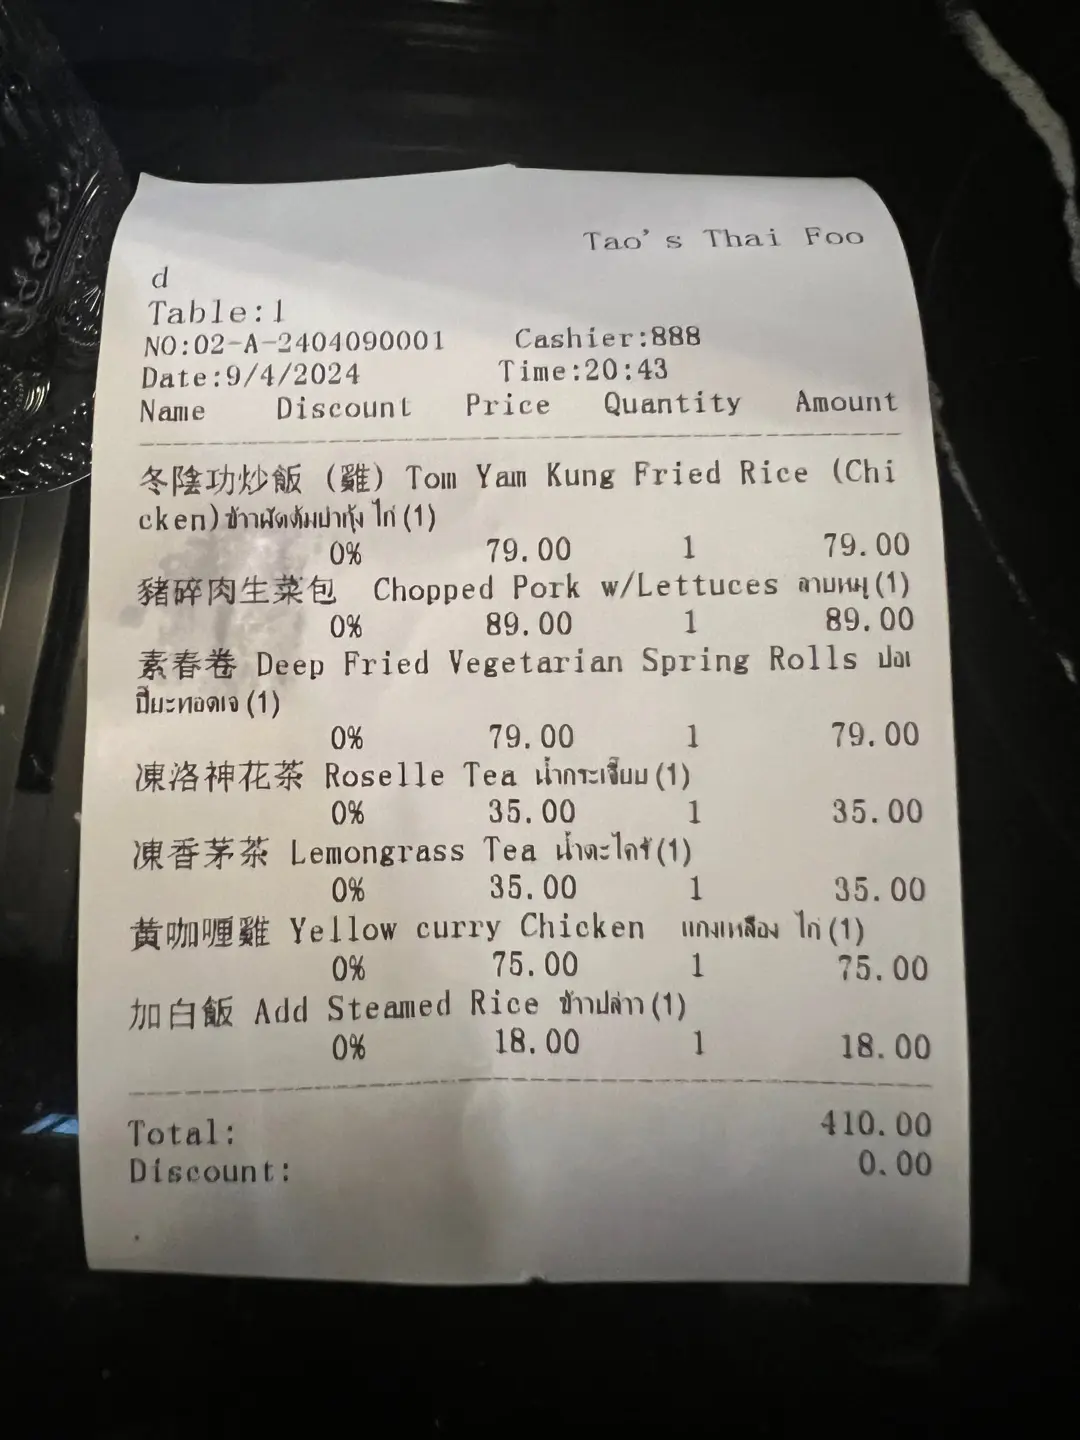 Tao's Thai Foo
d
Table:1
NO:02-A-2404090001 Cashier:888
Date:9/4/2024 Time:20:43
Name Discount Price Quantity Amount
冬陰功炒飯 (雞) Tom Yam Kung Fried Rice (Chi
cken)ข้าวผัดต้มยำกุ้ง ไก่ (1)
0% 79.00 1 79.00
豬碎肉生菜包 Chopped Pork w/Lettuces ลาบหมู (1)
0% 89.00 1 89.00
素春卷 Deep Fried Vegetarian Spring Rolls ปอเ
ปี๊ยะทอดเจ (1)
0% 79.00 1 79.00
凍洛神花茶 Roselle Tea น้ำกระเจี๊ยบ (1)
0% 35.00 1 35.00
凍香茅茶 Lemongrass Tea น้ำตะไคร้ (1)
0% 35.00 1 35.00
黃咖喱雞 Yellow curry Chicken แกงเหลือง ไก่ (1)
0% 75.00 1 75.00
加白飯 Add Steamed Rice ข้าวปล่าว (1)
0% 18.00 1 18.00
Total: 410.00
Discount: 0.00